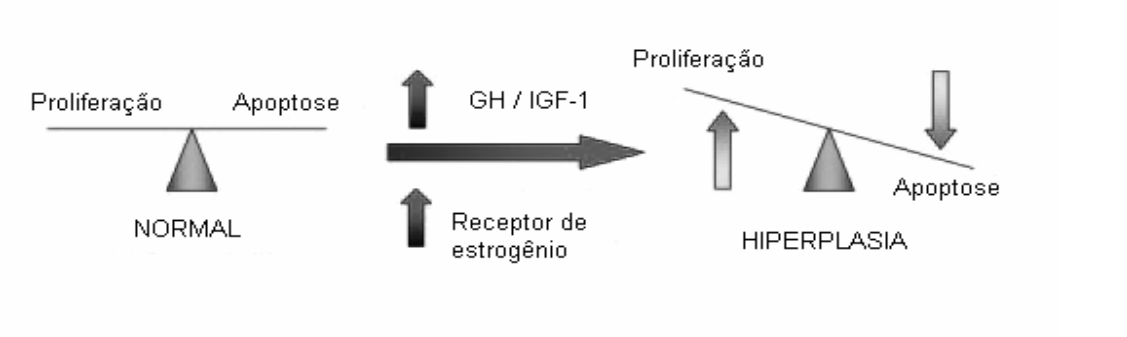 Proliferação
Apoptose
NORMAL
GH / IGF-1
Receptor de
estrogênio
Proliferação
Apoptose
HIPERPLASIA